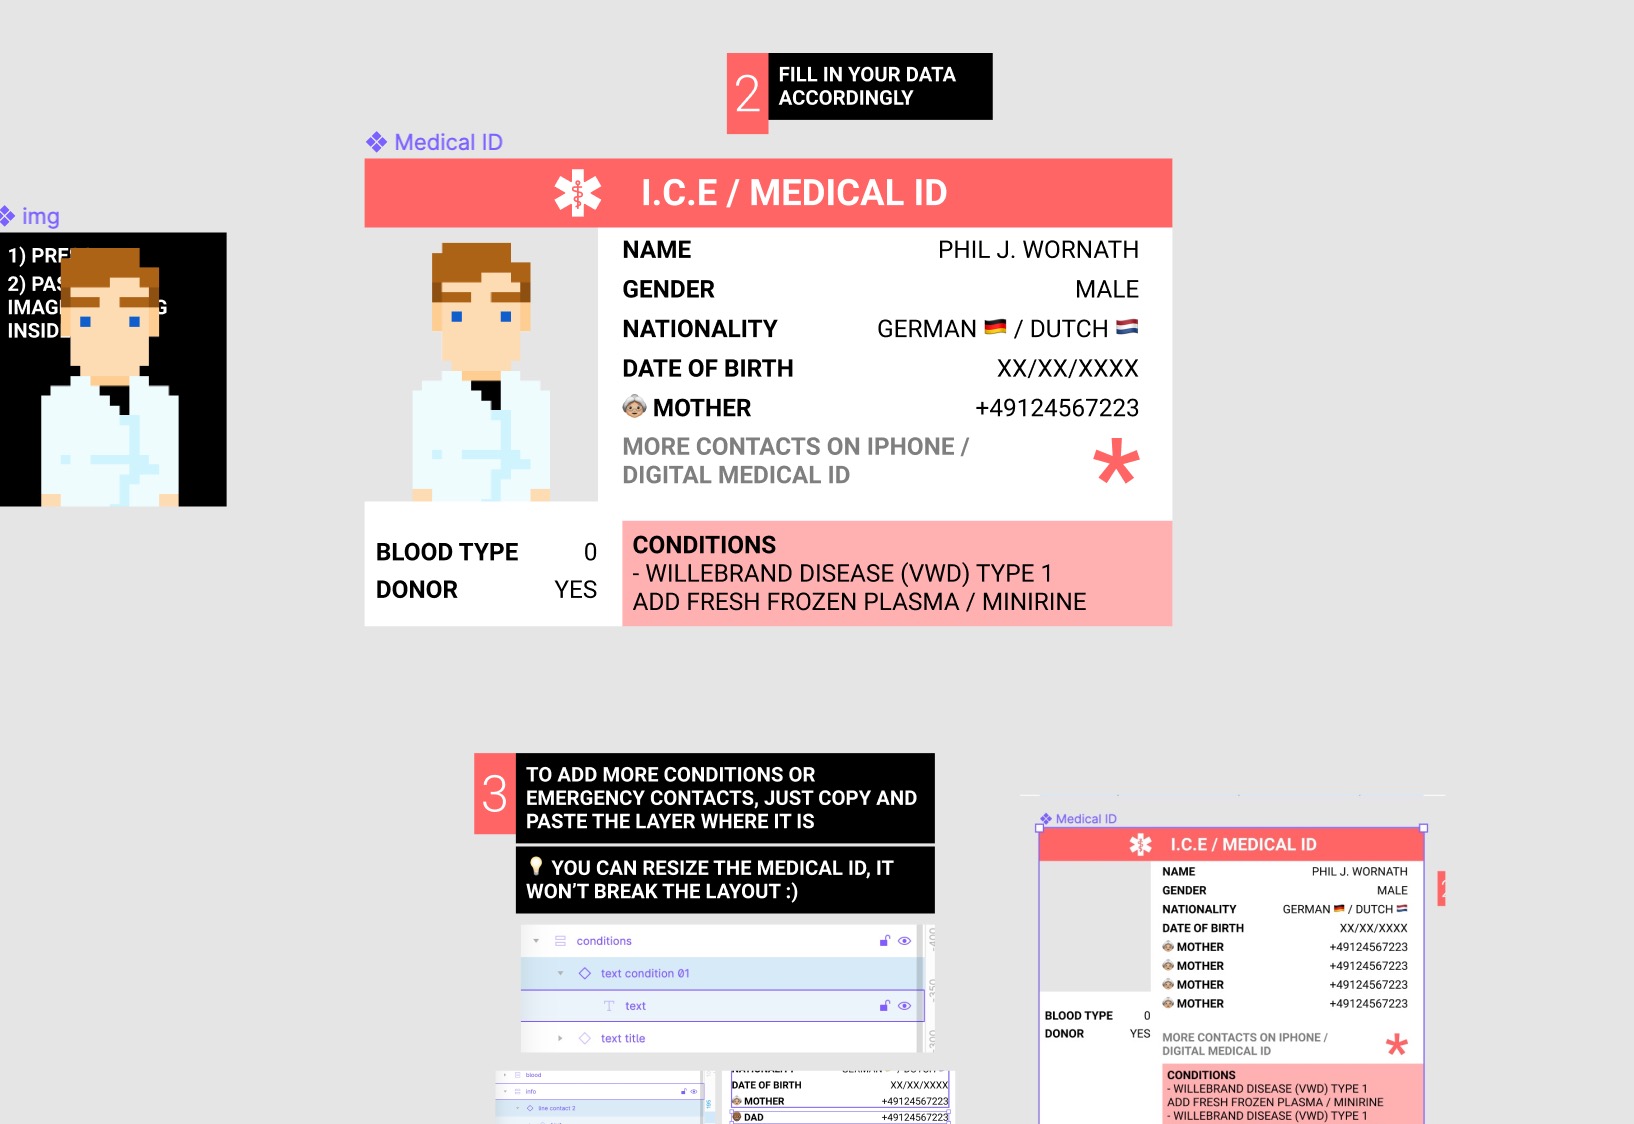 2
FILL IN YOUR DATA
ACCORDINGLY
Medical ID
I.C.E / MEDICAL ID
img
1) PRE
2) PAS
IMAG G
INSID
NAME PHIL J. WORNATH
GENDER MALE
NATIONALITY GERMAN 🇩🇪 / DUTCH 🇳🇱
DATE OF BIRTH XX/XX/XXXX
👵🏽 MOTHER +49124567223
MORE CONTACTS ON IPHONE /
DIGITAL MEDICAL ID
*
BLOOD TYPE 0
DONOR YES
CONDITIONS
- WILLEBRAND DISEASE (VWD) TYPE 1
ADD FRESH FROZEN PLASMA / MINIRINE
3
TO ADD MORE CONDITIONS OR
EMERGENCY CONTACTS, JUST COPY AND
PASTE THE LAYER WHERE IT IS
💡 YOU CAN RESIZE THE MEDICAL ID, IT
WON'T BREAK THE LAYOUT :)
conditions
text condition 01
text
text title
-400
-350
-300
blood
info
line contact 2
DATE OF BIRTH XX/XX/XXXX
MOTHER +49124567223
DAD +49124567223
Medical ID
I.C.E / MEDICAL ID
NAME PHIL J. WORNATH
GENDER MALE
NATIONALITY GERMAN 🇩🇪 / DUTCH 🇳🇱
DATE OF BIRTH XX/XX/XXXX
👵🏽 MOTHER +49124567223
👵🏽 MOTHER +49124567223
👵🏽 MOTHER +49124567223
👵🏽 MOTHER +49124567223
MORE CONTACTS ON IPHONE /
DIGITAL MEDICAL ID
*
BLOOD TYPE 0
DONOR YES
CONDITIONS
- WILLEBRAND DISEASE (VWD) TYPE 1
ADD FRESH FROZEN PLASMA / MINIRINE
- WILLEBRAND DISEASE (VWD) TYPE 1